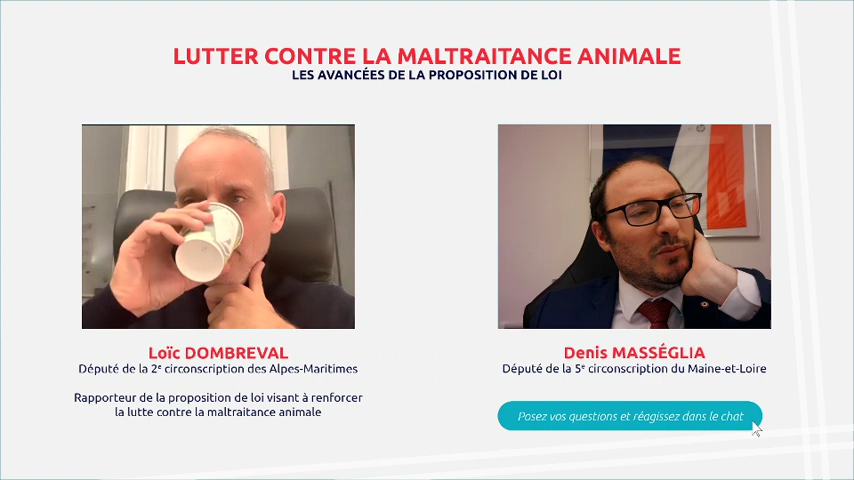 LUTTER CONTRE LA MALTRAITANCE ANIMALE
LES AVANCÉES DE LA PROPOSITION DE LOI
Loïc DOMBREVAL
Député de la 2e circonscription des Alpes-Maritimes
Rapporteur de la proposition de loi visant à renforcer
la lutte contre la maltraitance animale
Denis MASSÉGLIA
Député de la 5e circonscription du Maine-et-Loire
Posez vos questions et réagissez dans le chat